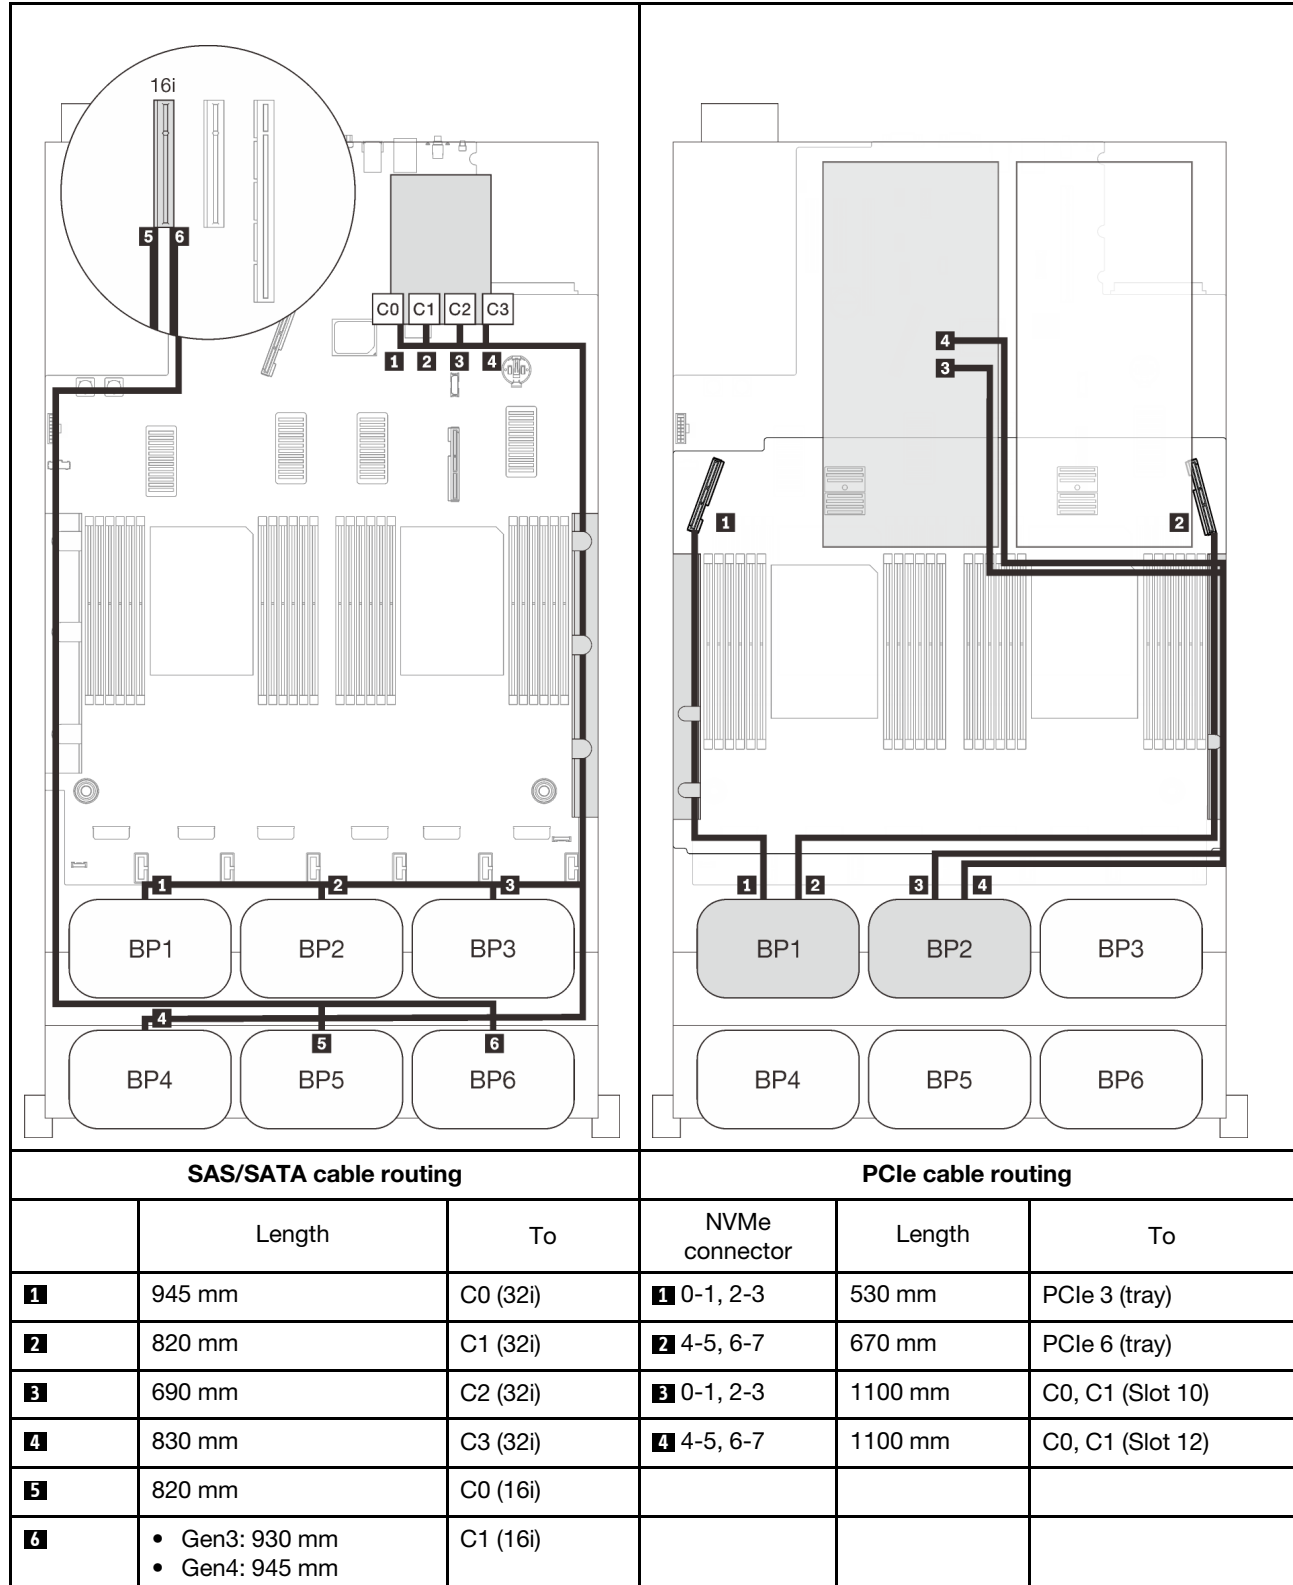 16i
5 6
C0 C1 C2 C3
1 2 3 4
1 2 3
BP1 BP2 BP3
4
5 6
BP4 BP5 BP6
4
3
1 2
1 2 3 4
BP1 BP2 BP3
BP4 BP5 BP6
SAS/SATA cable routing PCIe cable routing
Length To NVMe connector Length To
1 945 mm C0 (32i) 1 0-1, 2-3 530 mm PCIe 3 (tray)
2 820 mm C1 (32i) 2 4-5, 6-7 670 mm PCIe 6 (tray)
3 690 mm C2 (32i) 3 0-1, 2-3 1100 mm C0, C1 (Slot 10)
4 830 mm C3 (32i) 4 4-5, 6-7 1100 mm C0, C1 (Slot 12)
5 820 mm C0 (16i)
6 • Gen3: 930 mm C1 (16i)
• Gen4: 945 mm